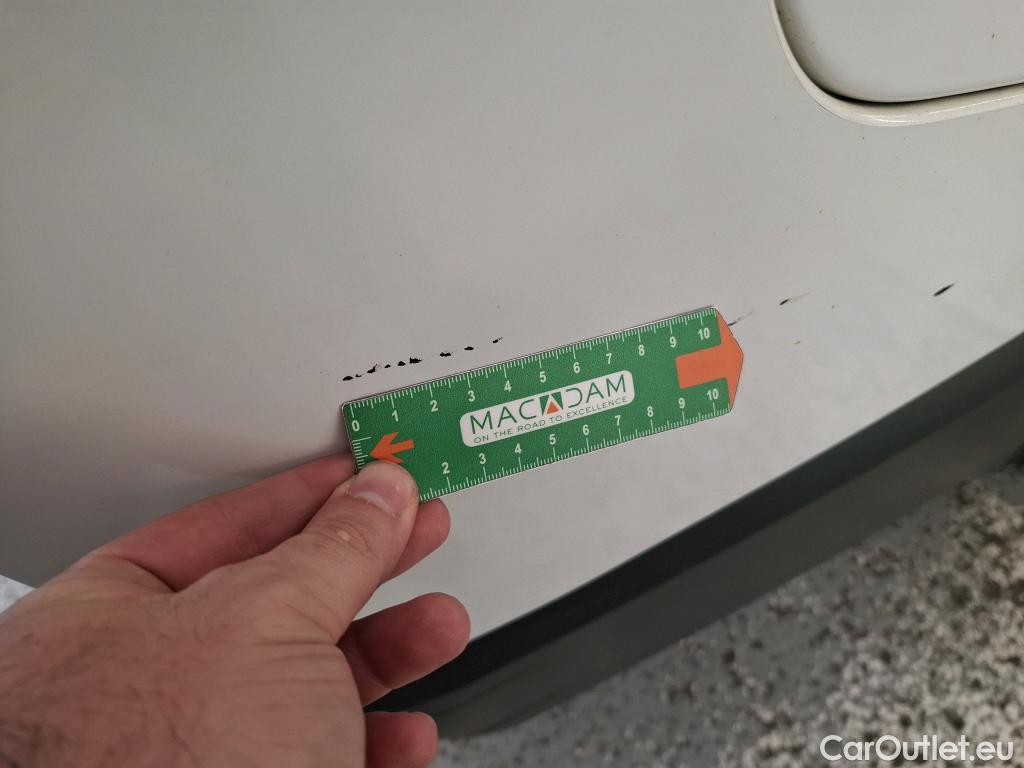 0 1 2 3 4 5 6 7 8 9 10
MACADAM
ON THE ROAD TO EXCELLENCE
2 3 4 5 6 7 8 9 10
CarOutlet.eu